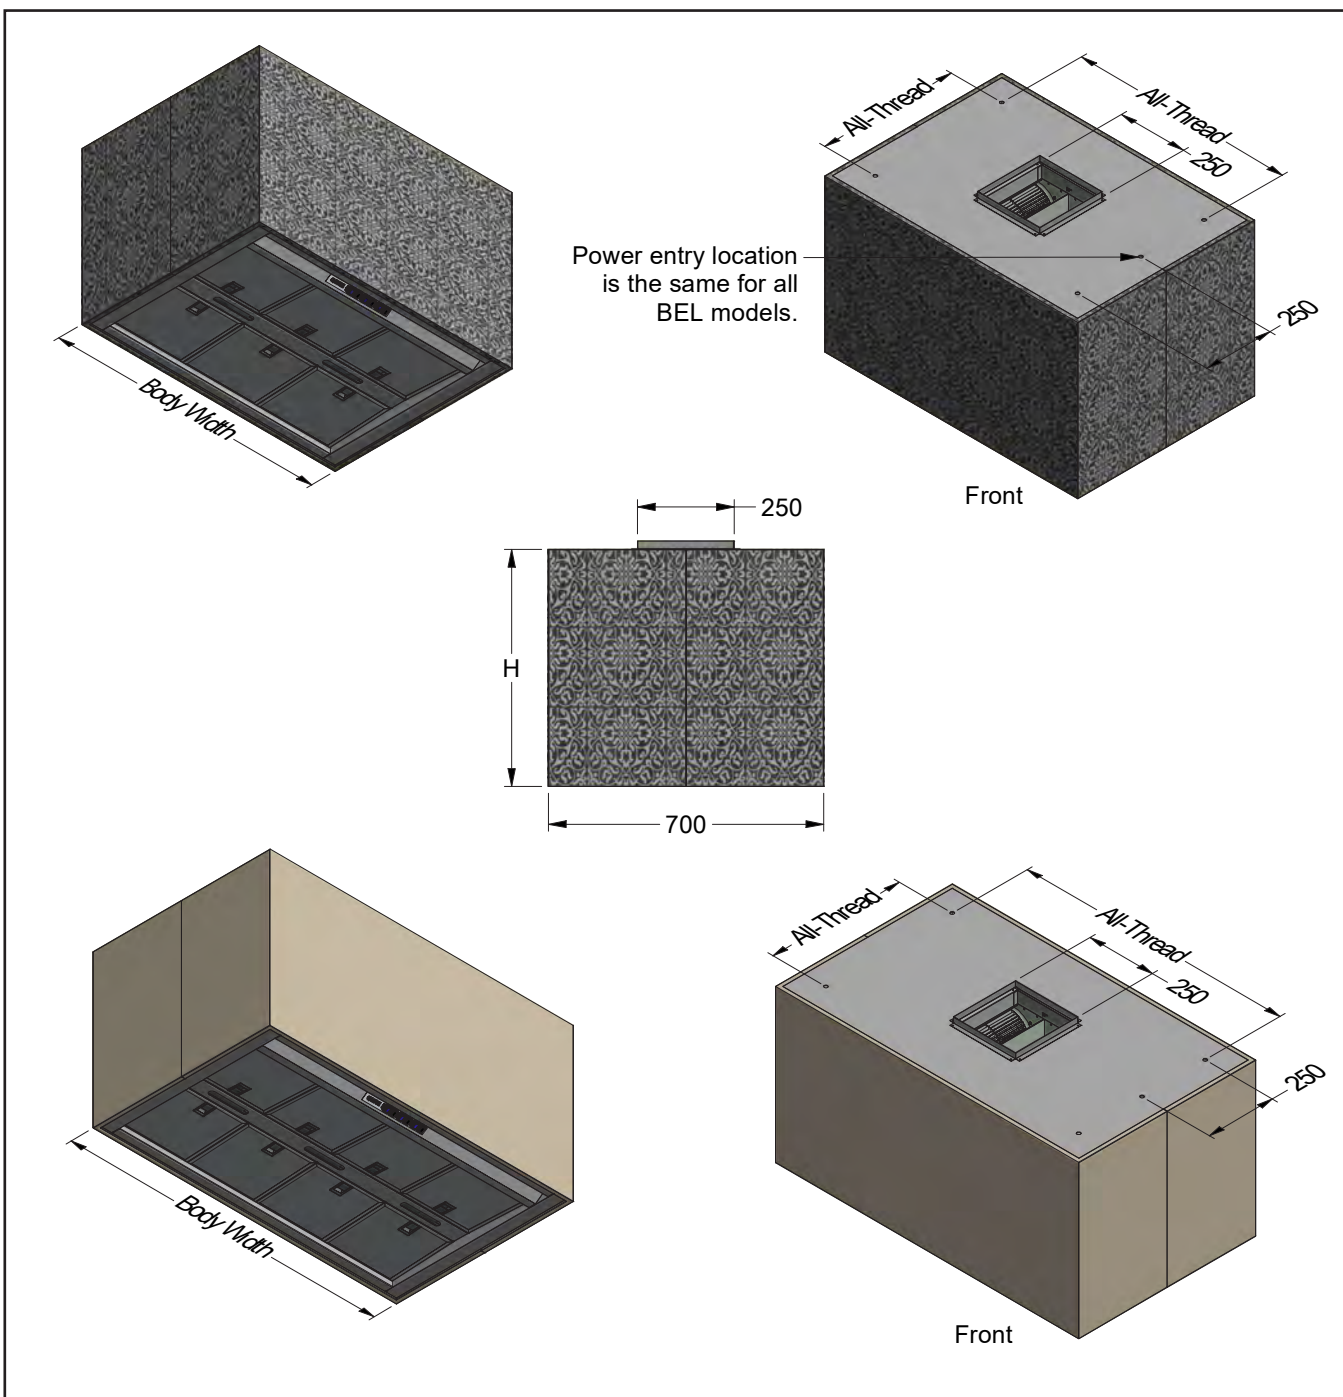 All-Thread
All-Thread
250
Power entry location
is the same for all
BEL models.
250
Body Width
Front
250
H
700
All-Thread
All-Thread
250
250
Body Width
Front